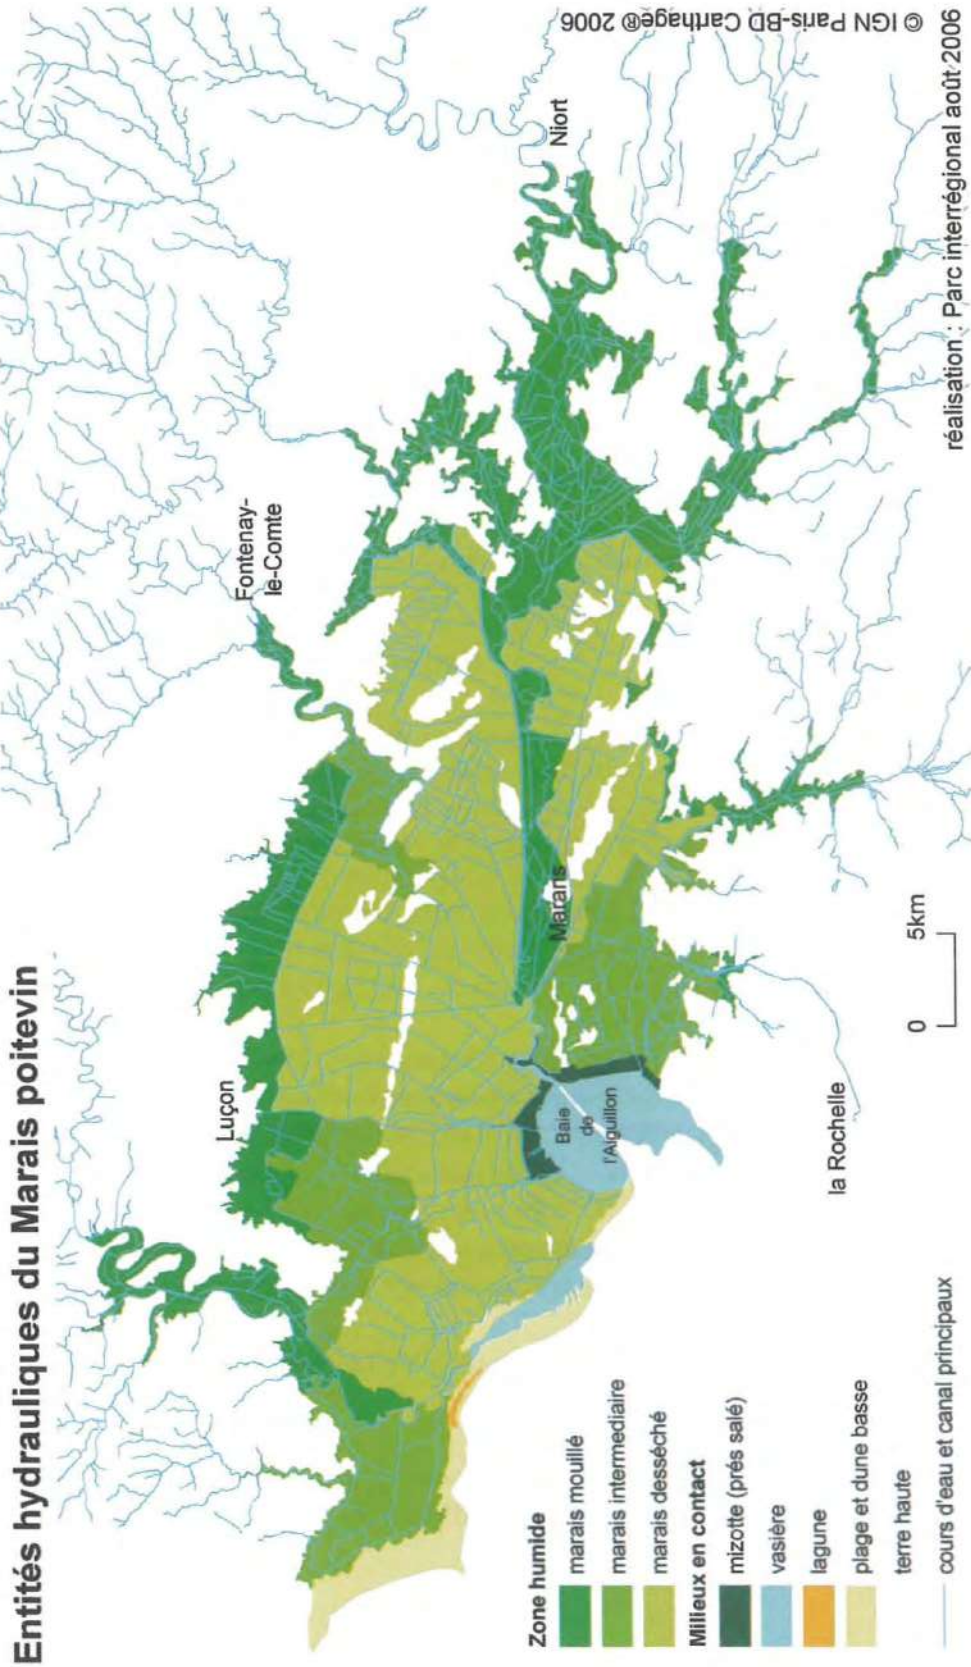 Entités hydrauliques du Marais poitevin
Luçon
Fontenay-
le-Comte
Niort
Marans
Baie
de
l'Aiguillon
la Rochelle
0 5km
Zone humide
marais mouillé
marais intermediaire
marais desséché
Milieux en contact
mizotte (prés salé)
vasière
lagune
plage et dune basse
terre haute
cours d'eau et canal principaux
réalisation : Parc interrégional août 2006
© IGN Paris-BD Carthage® 2006